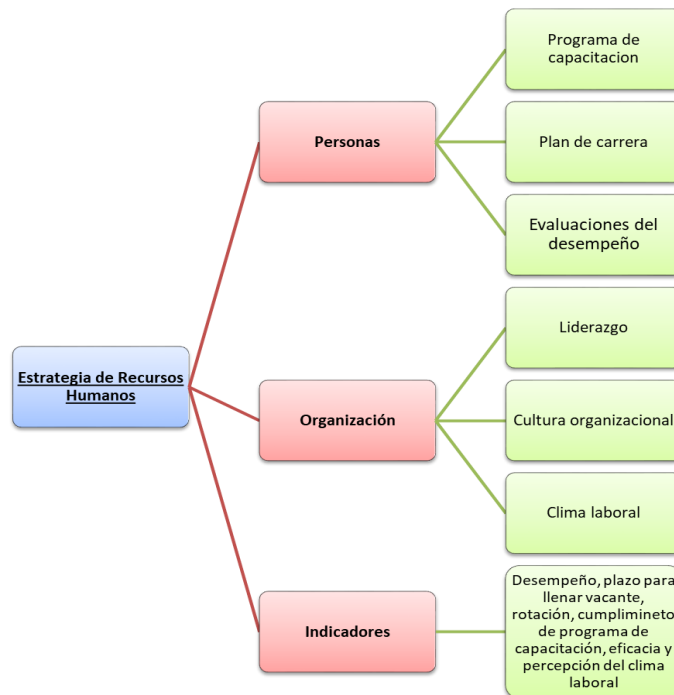 Programa de
capacitacion
Personas
Plan de carrera
Evaluaciones del
desempeño
Liderazgo
Estrategia de Recursos
Humanos
Organización
Cultura organizacional
Clima laboral
Indicadores
Desempeño, plazo para
llenar vacante,
rotación, cumplimineto
de programa de
capacitación, eficacia y
percepción del clima
laboral